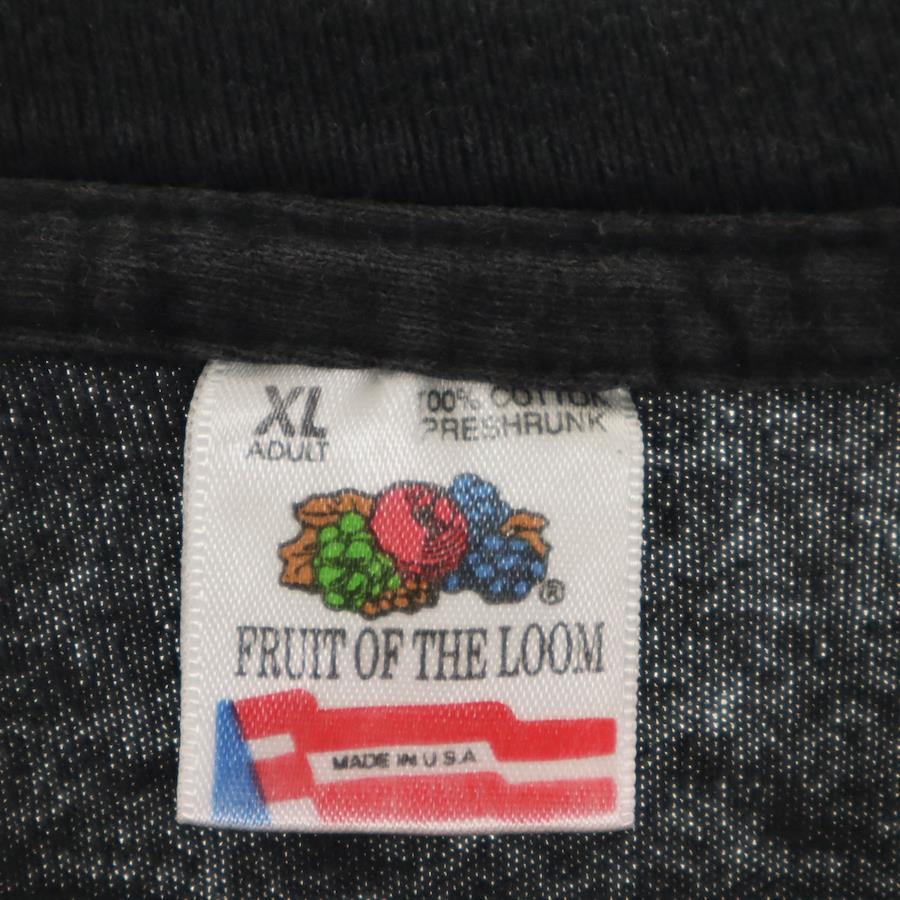 XL
ADULT
100% COTTON
PRESHRUNK
®
FRUIT OF THE LOOM
MADE IN U.S.A